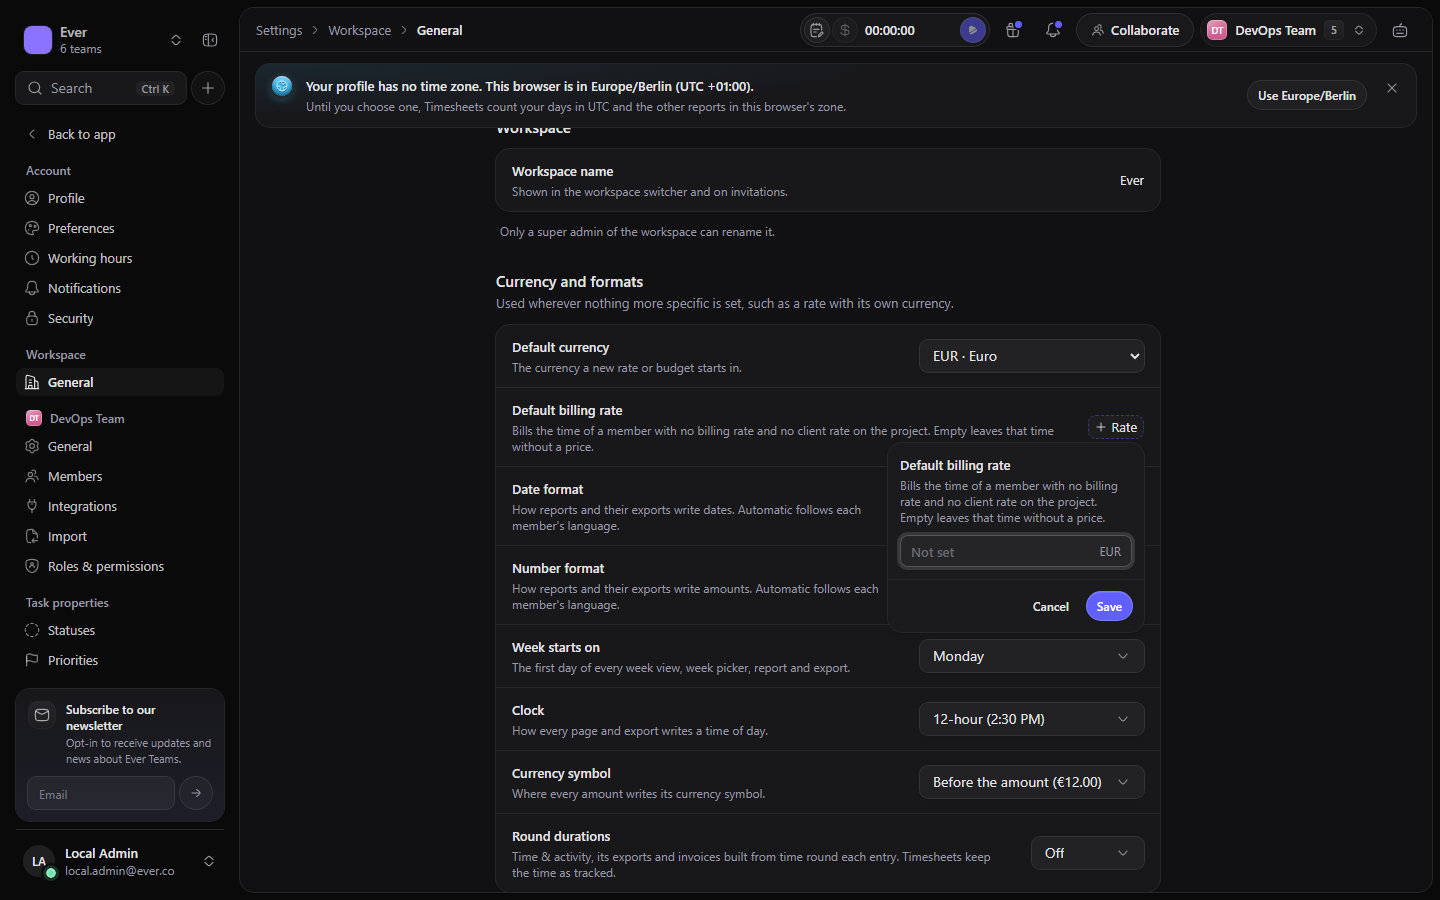 Ever
6 teams
Search
Ctrl K
Back to app
Account
Profile
Preferences
Working hours
Notifications
Security
Workspace
General
DT DevOps Team
General
Members
Integrations
Import
Roles & permissions
Task properties
Statuses
Priorities
Subscribe to our
newsletter
Opt-in to receive updates and
news about Ever Teams.
Email
LA
Local Admin
local.admin@ever.co
Settings > Workspace > General
00:00:00
Collaborate
DT DevOps Team 5
Your profile has no time zone. This browser is in Europe/Berlin (UTC +01:00).
Until you choose one, Timesheets count your days in UTC and the other reports in this browser's zone.
Use Europe/Berlin
Workspace
Workspace name
Shown in the workspace switcher and on invitations.
Ever
Only a super admin of the workspace can rename it.
Currency and formats
Used wherever nothing more specific is set, such as a rate with its own currency.
Default currency
The currency a new rate or budget starts in.
EUR · Euro
Default billing rate
Bills the time of a member with no billing rate and no client rate on the project. Empty leaves that time
without a price.
+ Rate
Default billing rate
Bills the time of a member with no billing
rate and no client rate on the project.
Empty leaves that time without a price.
Not set
EUR
Cancel
Save
Date format
How reports and their exports write dates. Automatic follows each
member's language.
Number format
How reports and their exports write amounts. Automatic follows each
member's language.
Week starts on
The first day of every week view, week picker, report and export.
Monday
Clock
How every page and export writes a time of day.
12-hour (2:30 PM)
Currency symbol
Where every amount writes its currency symbol.
Before the amount (€12.00)
Round durations
Time & activity, its exports and invoices built from time round each entry. Timesheets keep
the time as tracked.
Off